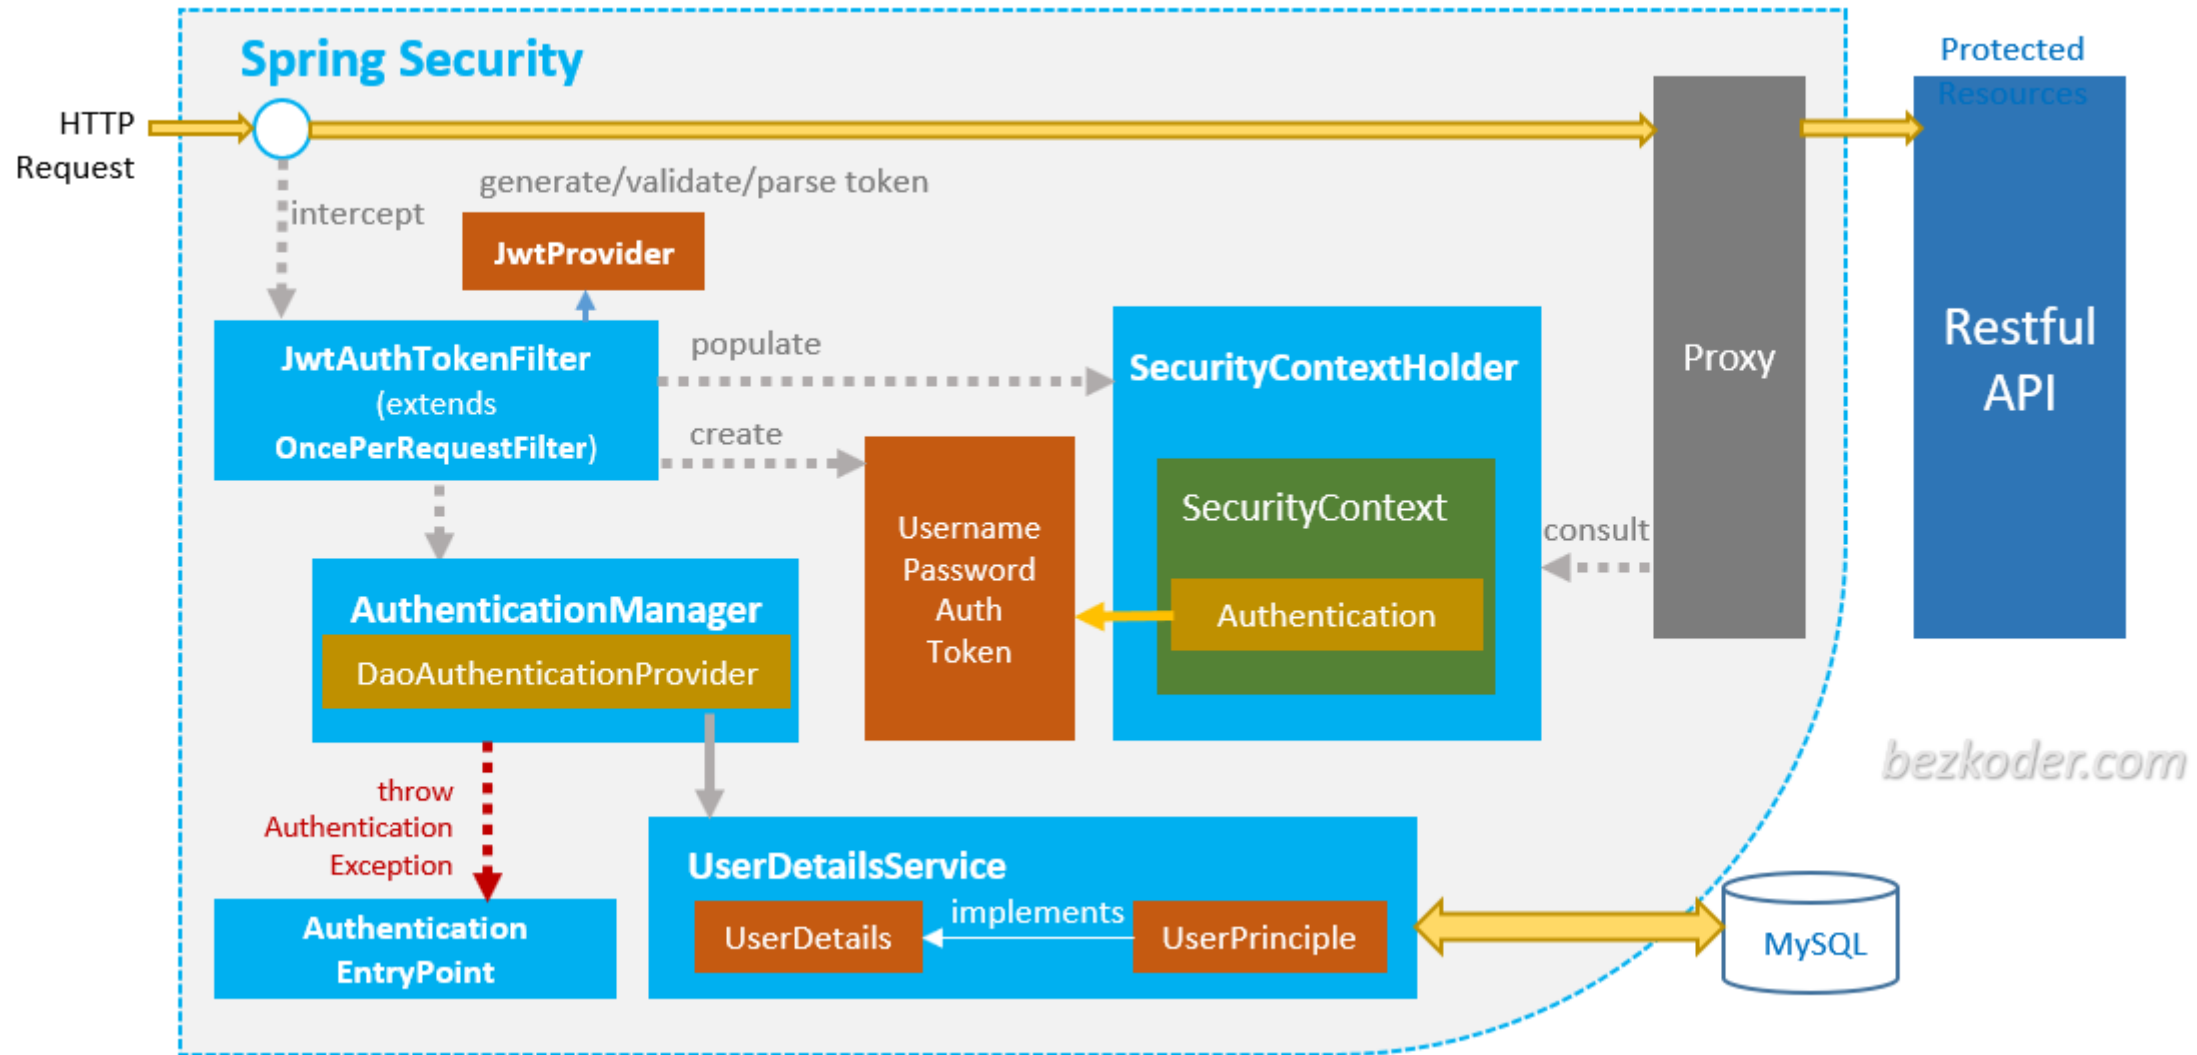 Spring Security
HTTP
Request
intercept
generate/validate/parse token
JwtProvider
JwtAuthTokenFilter
(extends
OncePerRequestFilter)
populate
create
Username
Password
Auth
Token
SecurityContextHolder
SecurityContext
Authentication
consult
Proxy
Protected
Resources
Restful
API
AuthenticationManager
DaoAuthenticationProvider
throw
Authentication
Exception
Authentication
EntryPoint
UserDetailsService
UserDetails
implements
UserPrinciple
MySQL
bezkoder.com